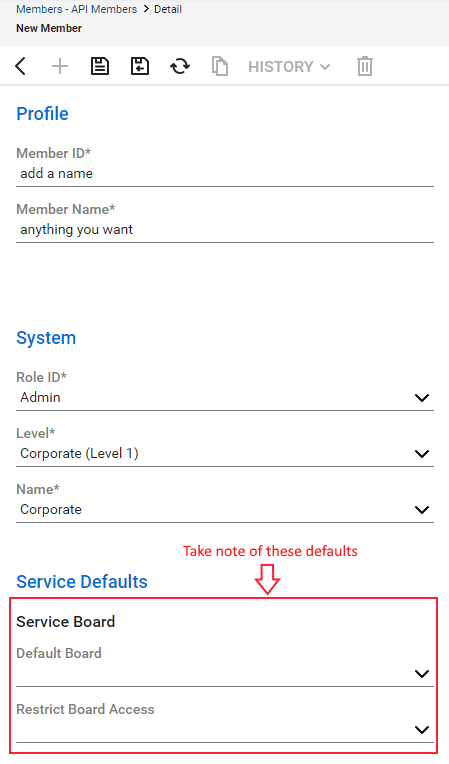 Members - API Members > Detail
New Member
HISTORY
Profile
Member ID*
add a name
Member Name*
anything you want
System
Role ID*
Admin
Level*
Corporate (Level 1)
Name*
Corporate
Take note of these defaults
Service Defaults
Service Board
Default Board
Restrict Board Access